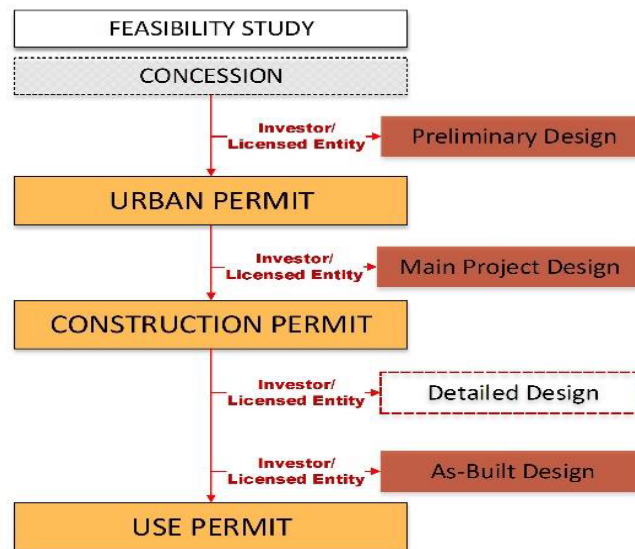 FEASIBILITY STUDY
CONCESSION
Investor/
Licensed Entity
Preliminary Design
URBAN PERMIT
Investor/
Licensed Entity
Main Project Design
CONSTRUCTION PERMIT
Investor/
Licensed Entity
Detailed Design
Investor/
Licensed Entity
As-Built Design
USE PERMIT